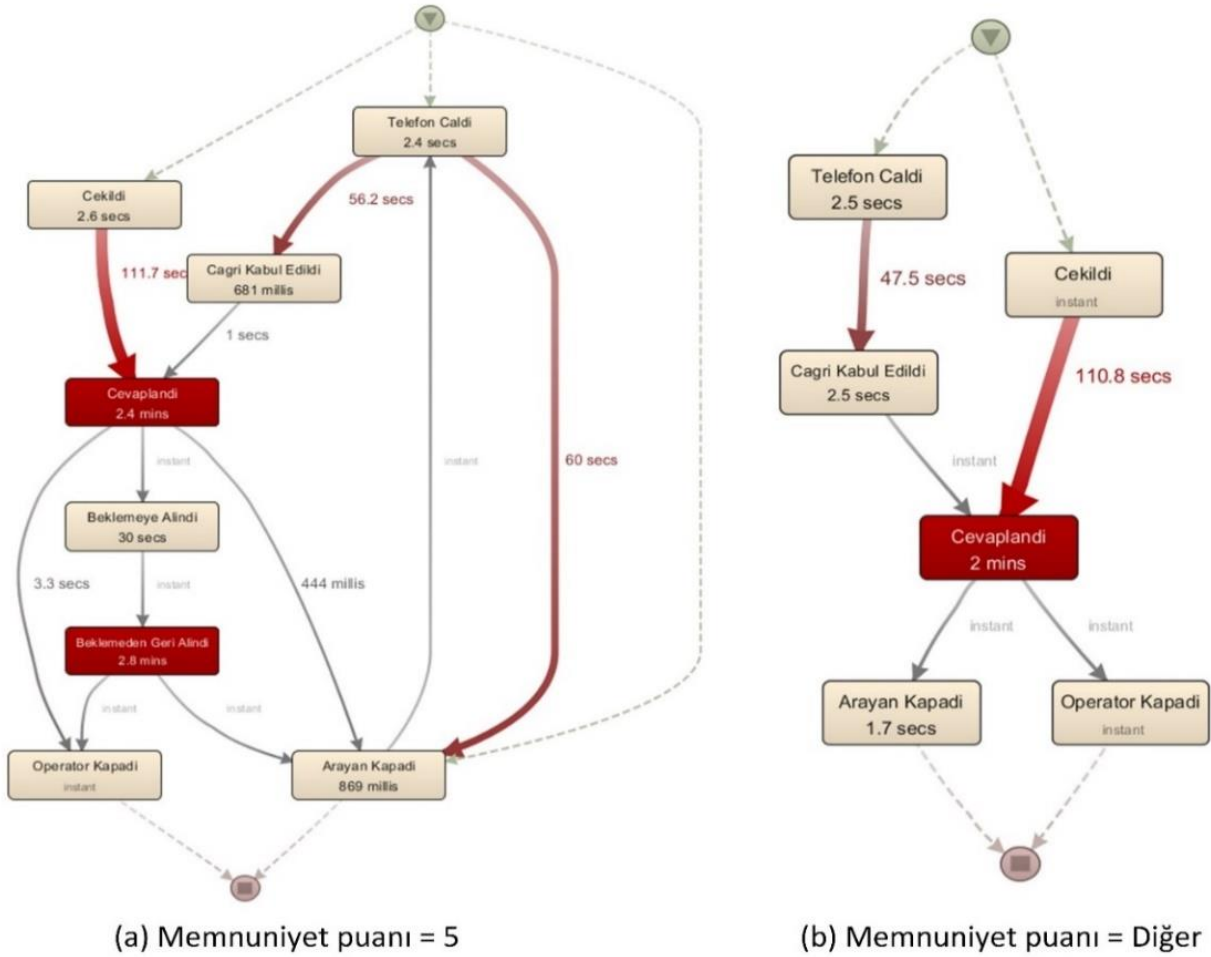 Telefon Caldi
2.4 secs
Cekildi
2.6 secs
56.2 secs
111.7 sec
Cagri Kabul Edildi
681 millis
1 secs
Cevaplandi
2.4 mins
instant
instant
60 secs
Beklemeye Alindi
30 secs
3.3 secs
instant
444 millis
Beklemeden Geri Alindi
2.8 mins
instant
instant
Operator Kapadi
instant
Arayan Kapadi
869 millis
(a) Memnuniyet puanı = 5
Telefon Caldi
2.5 secs
47.5 secs
Cekildi
instant
Cagri Kabul Edildi
2.5 secs
110.8 secs
instant
Cevaplandi
2 mins
instant
instant
Arayan Kapadi
1.7 secs
Operator Kapadi
instant
(b) Memnuniyet puanı = Diğer